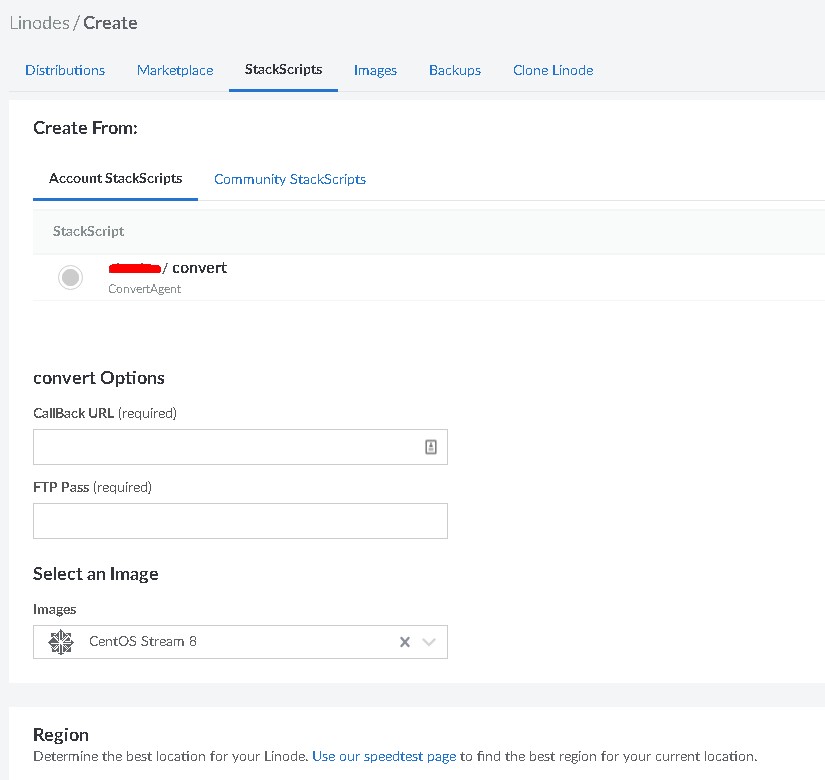 Linodes / Create
Distributions Marketplace StackScripts Images Backups Clone Linode
Create From:
Account StackScripts Community StackScripts
StackScript
/ convert
ConvertAgent
convert Options
CallBack URL (required)
FTP Pass (required)
Select an Image
Images
CentOS Stream 8
Region
Determine the best location for your Linode. Use our speedtest page to find the best region for your current location.